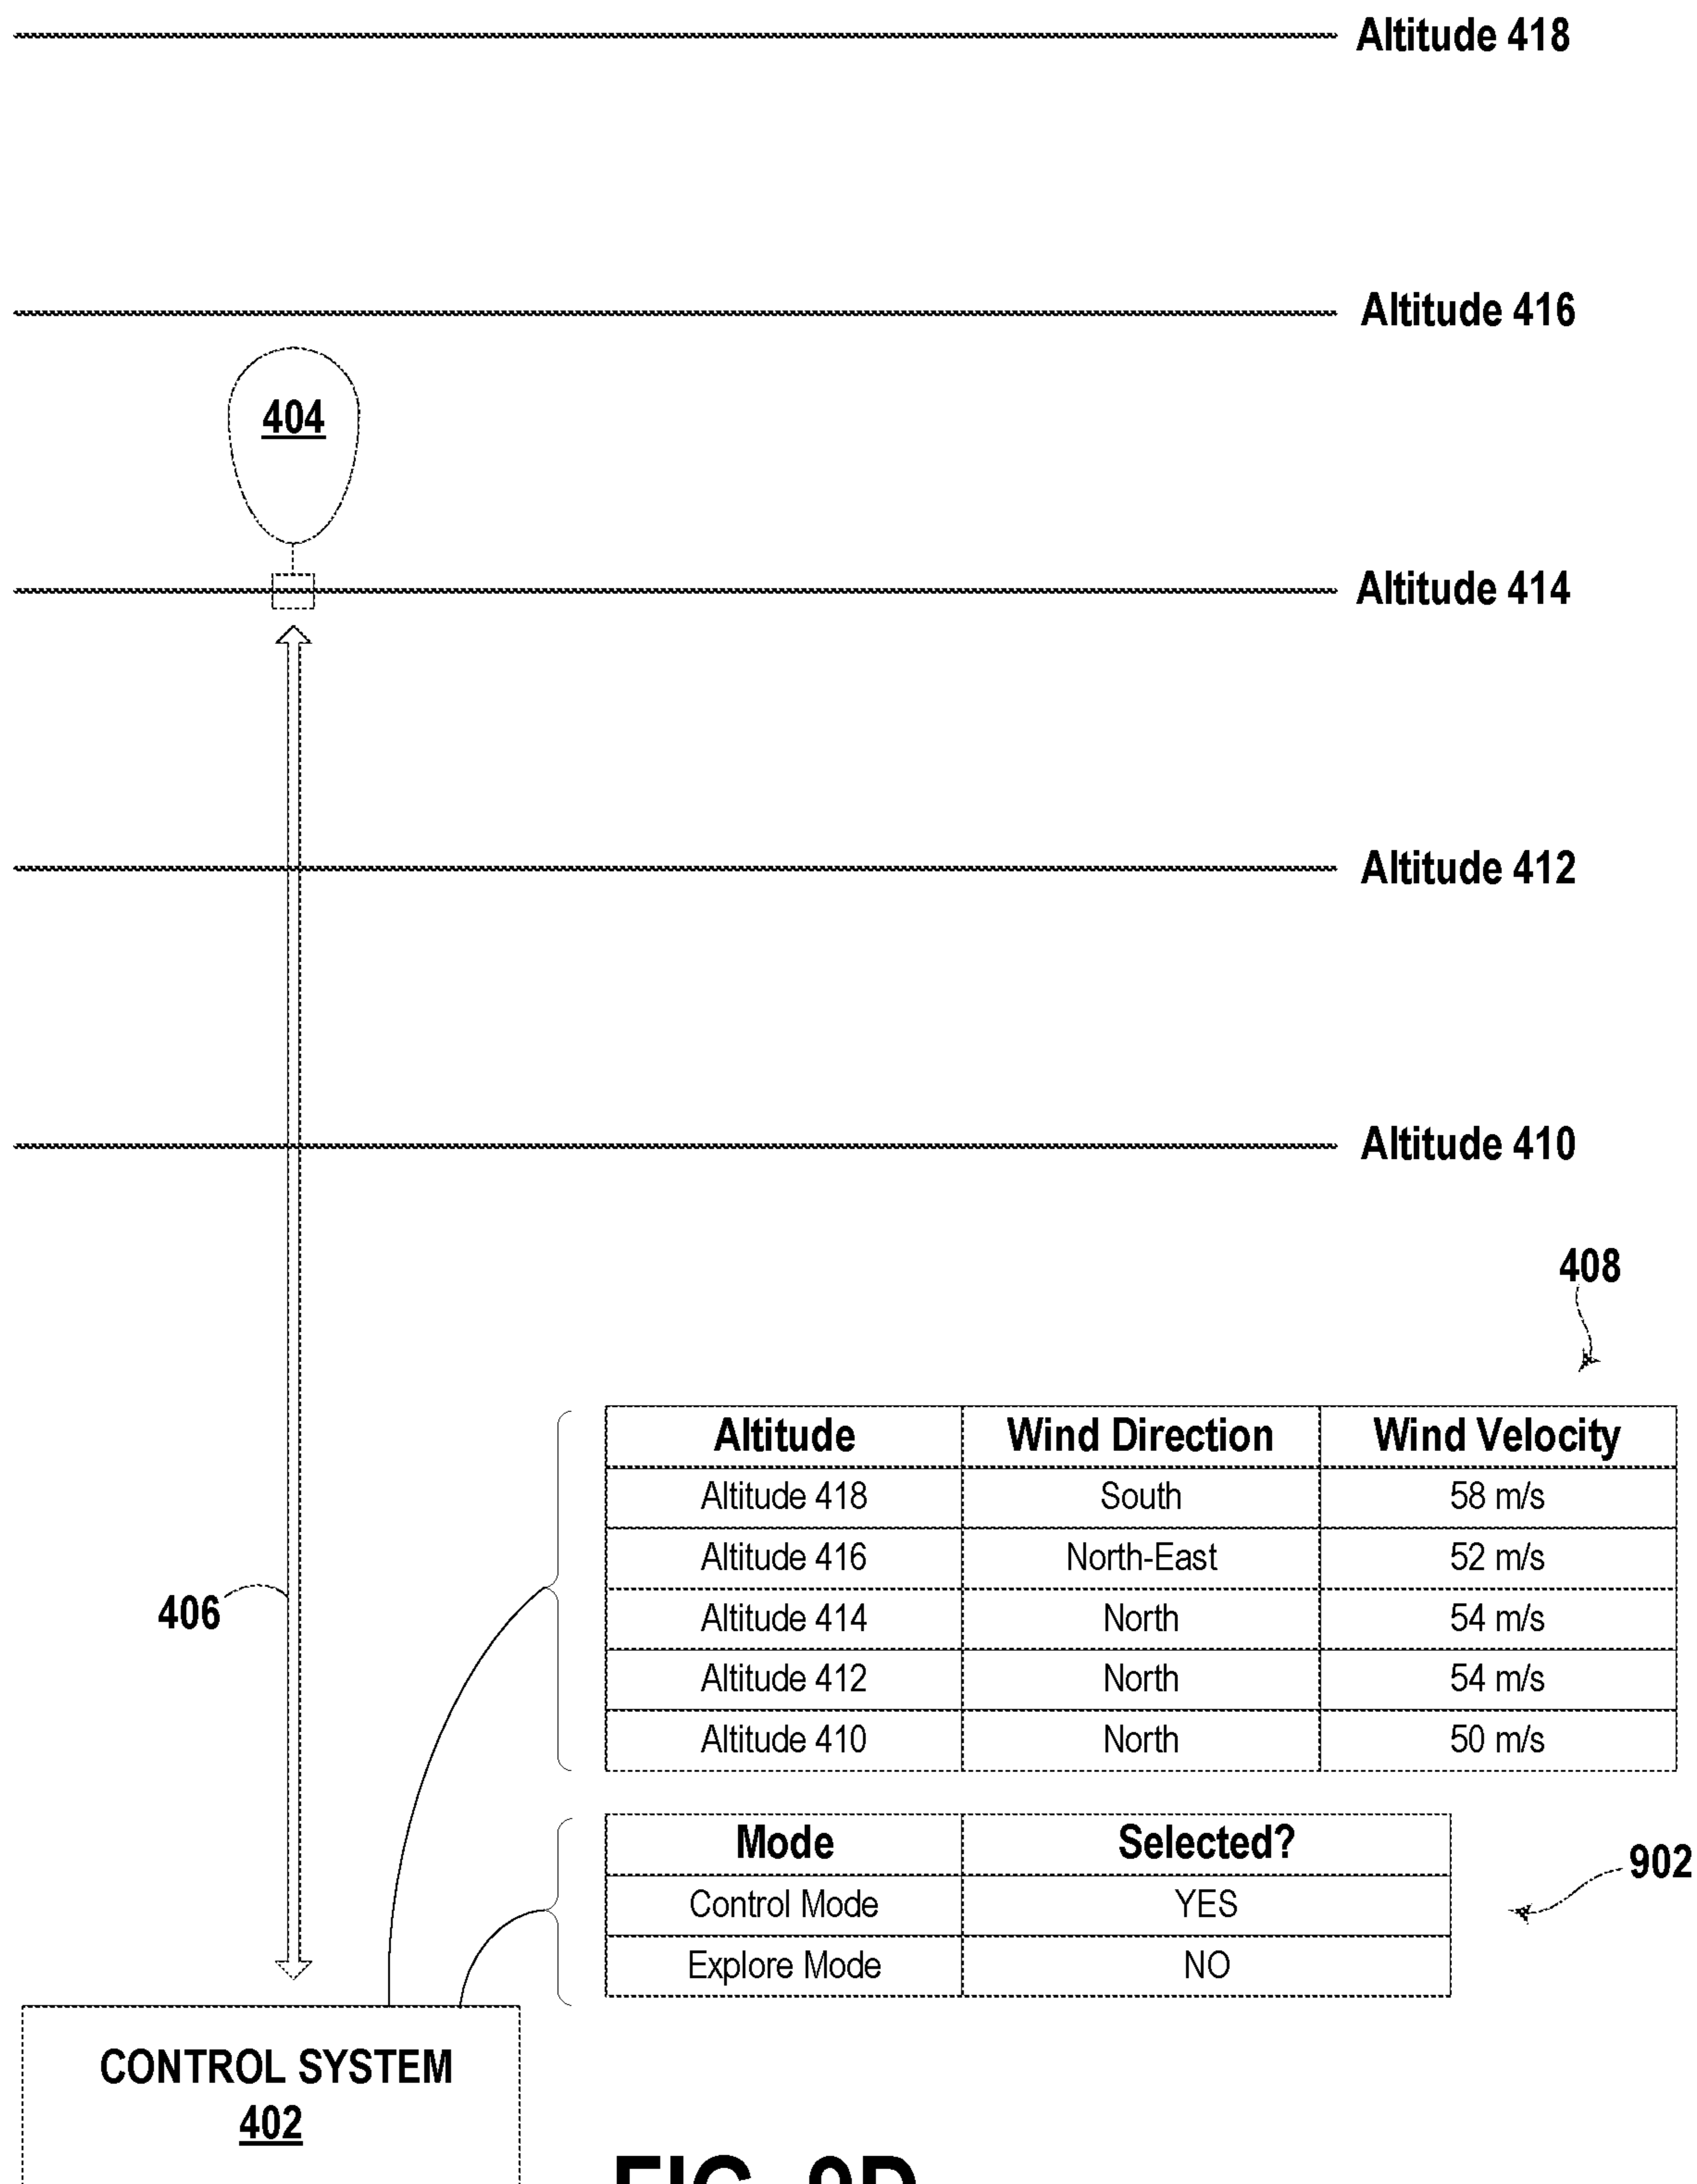 Altitude 418
Altitude 416
404
Altitude 414
Altitude 412
Altitude 410
408
Altitude Wind Direction Wind Velocity
Altitude 418 South 58 m/s
Altitude 416 North-East 52 m/s
406
Altitude 414 North 54 m/s
Altitude 412 North 54 m/s
Altitude 410 North 50 m/s
Mode Selected?
902
Control Mode YES
Explore Mode NO
CONTROL SYSTEM
402